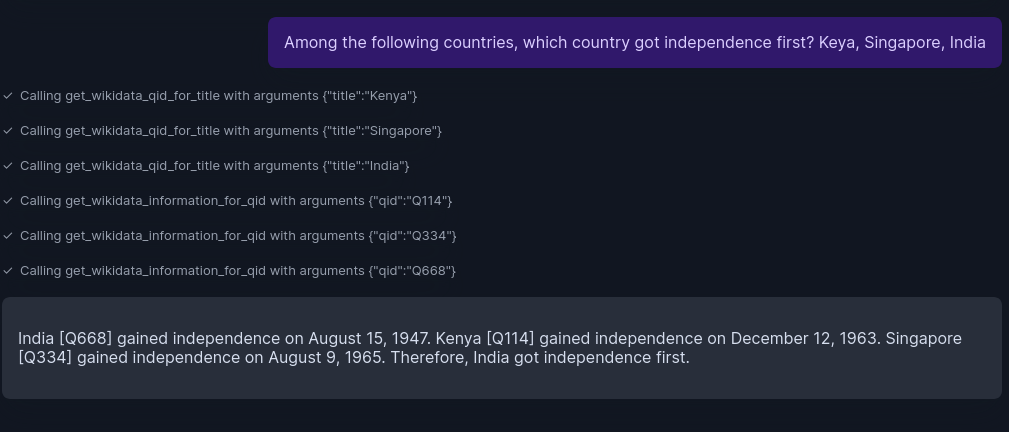 Among the following countries, which country got independence first? Keya, Singapore, India
✓ Calling get_wikidata_qid_for_title with arguments {"title":"Kenya"}
✓ Calling get_wikidata_qid_for_title with arguments {"title":"Singapore"}
✓ Calling get_wikidata_qid_for_title with arguments {"title":"India"}
✓ Calling get_wikidata_information_for_qid with arguments {"qid":"Q114"}
✓ Calling get_wikidata_information_for_qid with arguments {"qid":"Q334"}
✓ Calling get_wikidata_information_for_qid with arguments {"qid":"Q668"}
India [Q668] gained independence on August 15, 1947. Kenya [Q114] gained independence on December 12, 1963. Singapore
[Q334] gained independence on August 9, 1965. Therefore, India got independence first.